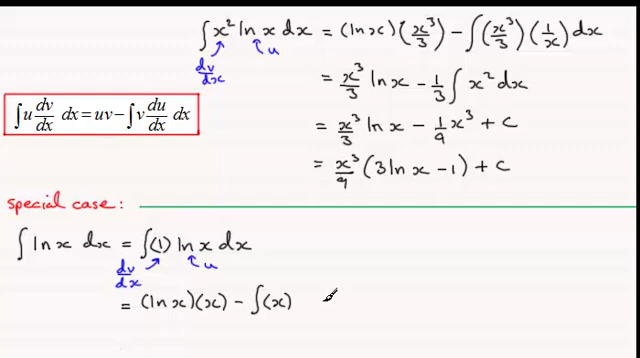 ∫ x² ln x dx = (ln x)(x³/3) − ∫(x³/3)(1/x)dx
dv/dx u
= x³/3 ln x − 1/3 ∫ x² dx
∫u dv/dx dx = uv − ∫v du/dx dx
= x³/3 ln x − 1/9 x³ + c
= x³/9 (3 ln x − 1) + c
Special case:
∫ ln x dx = ∫(1) ln x dx
dv/dx u
= (ln x)(x) − ∫(x)